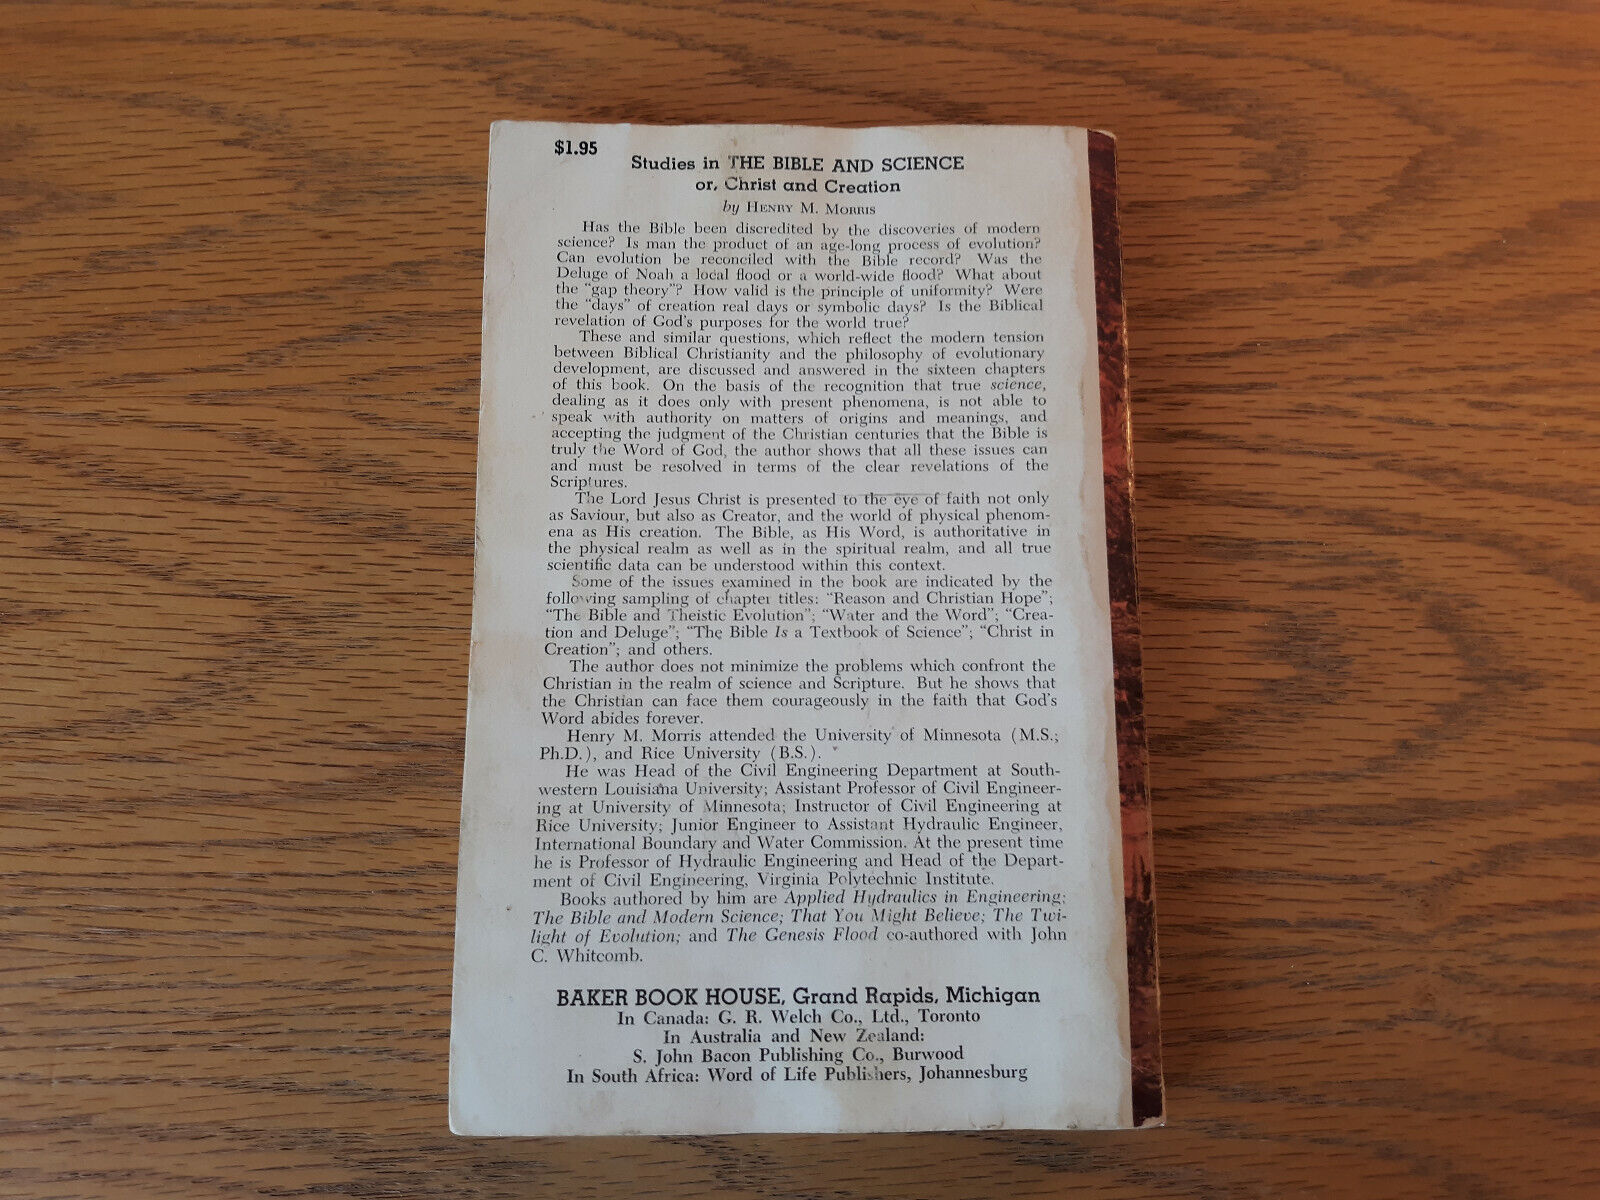 $1.95
Studies in THE BIBLE AND SCIENCE
or, Christ and Creation
by HENRY M. MORRIS
Has the Bible been discredited by the discoveries of modern
science? Is man the product of an age-long process of evolution?
Can evolution be reconciled with the Bible record? Was the
Deluge of Noah a local flood or a world-wide flood? What about
the "gap theory"? How valid is the principle of uniformity? Were
the "days" of creation real days or symbolic days? Is the Biblical
revelation of God's purposes for the world true?
These and similar questions, which reflect the modern tension
between Biblical Christianity and the philosophy of evolutionary
development, are discussed and answered in the sixteen chapters
of this book. On the basis of the recognition that true science,
dealing as it does only with present phenomena, is not able to
speak with authority on matters of origins and meanings, and
accepting the judgment of the Christian centuries that the Bible is
truly the Word of God, the author shows that all these issues can
and must be resolved in terms of the clear revelations of the
Scriptures.
The Lord Jesus Christ is presented to the eye of faith not only
as Saviour, but also as Creator, and the world of physical phenom-
ena as His creation. The Bible, as His Word, is authoritative in
the physical realm as well as in the spiritual realm, and all true
scientific data can be understood within this context.
Some of the issues examined in the book are indicated by the
following sampling of chapter titles: "Reason and Christian Hope";
"The Bible and Theistic Evolution"; "Water and the Word"; "Crea-
tion and Deluge"; "The Bible Is a Textbook of Science"; "Christ in
Creation"; and others.
The author does not minimize the problems which confront the
Christian in the realm of science and Scripture. But he shows that
the Christian can face them courageously in the faith that God's
Word abides forever.
Henry M. Morris attended the University of Minnesota (M.S.;
Ph.D.), and Rice University (B.S.).
He was Head of the Civil Engineering Department at South-
western Louisiana University; Assistant Professor of Civil Engineer-
ing at University of Minnesota; Instructor of Civil Engineering at
Rice University; Junior Engineer to Assistant Hydraulic Engineer,
International Boundary and Water Commission. At the present time
he is Professor of Hydraulic Engineering and Head of the Depart-
ment of Civil Engineering, Virginia Polytechnic Institute.
Books authored by him are Applied Hydraulics in Engineering;
The Bible and Modern Science; That You Might Believe; The Twi-
light of Evolution; and The Genesis Flood co-authored with John
C. Whitcomb.
BAKER BOOK HOUSE, Grand Rapids, Michigan
In Canada: G. R. Welch Co., Ltd., Toronto
In Australia and New Zealand:
S. John Bacon Publishing Co., Burwood
In South Africa: Word of Life Publishers, Johannesburg